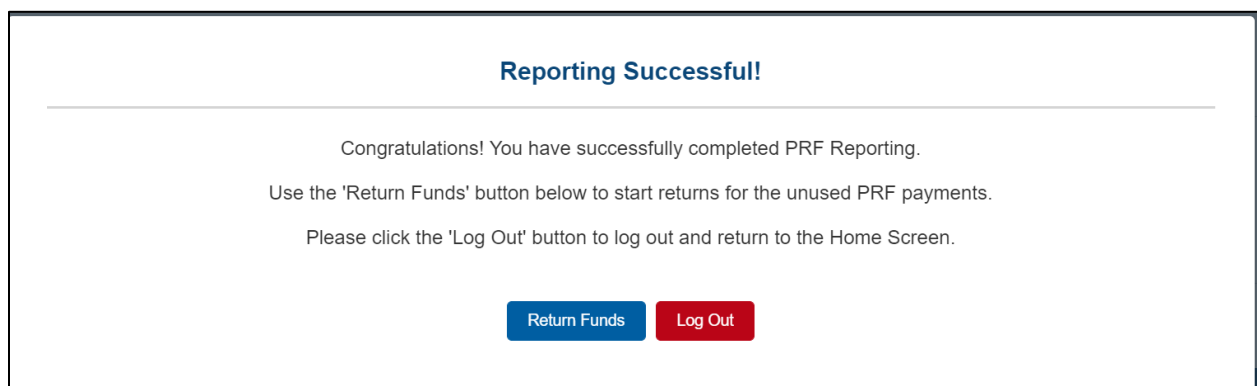 Reporting Successful!
Congratulations! You have successfully completed PRF Reporting.
Use the 'Return Funds' button below to start returns for the unused PRF payments.
Please click the 'Log Out' button to log out and return to the Home Screen.
Return Funds Log Out